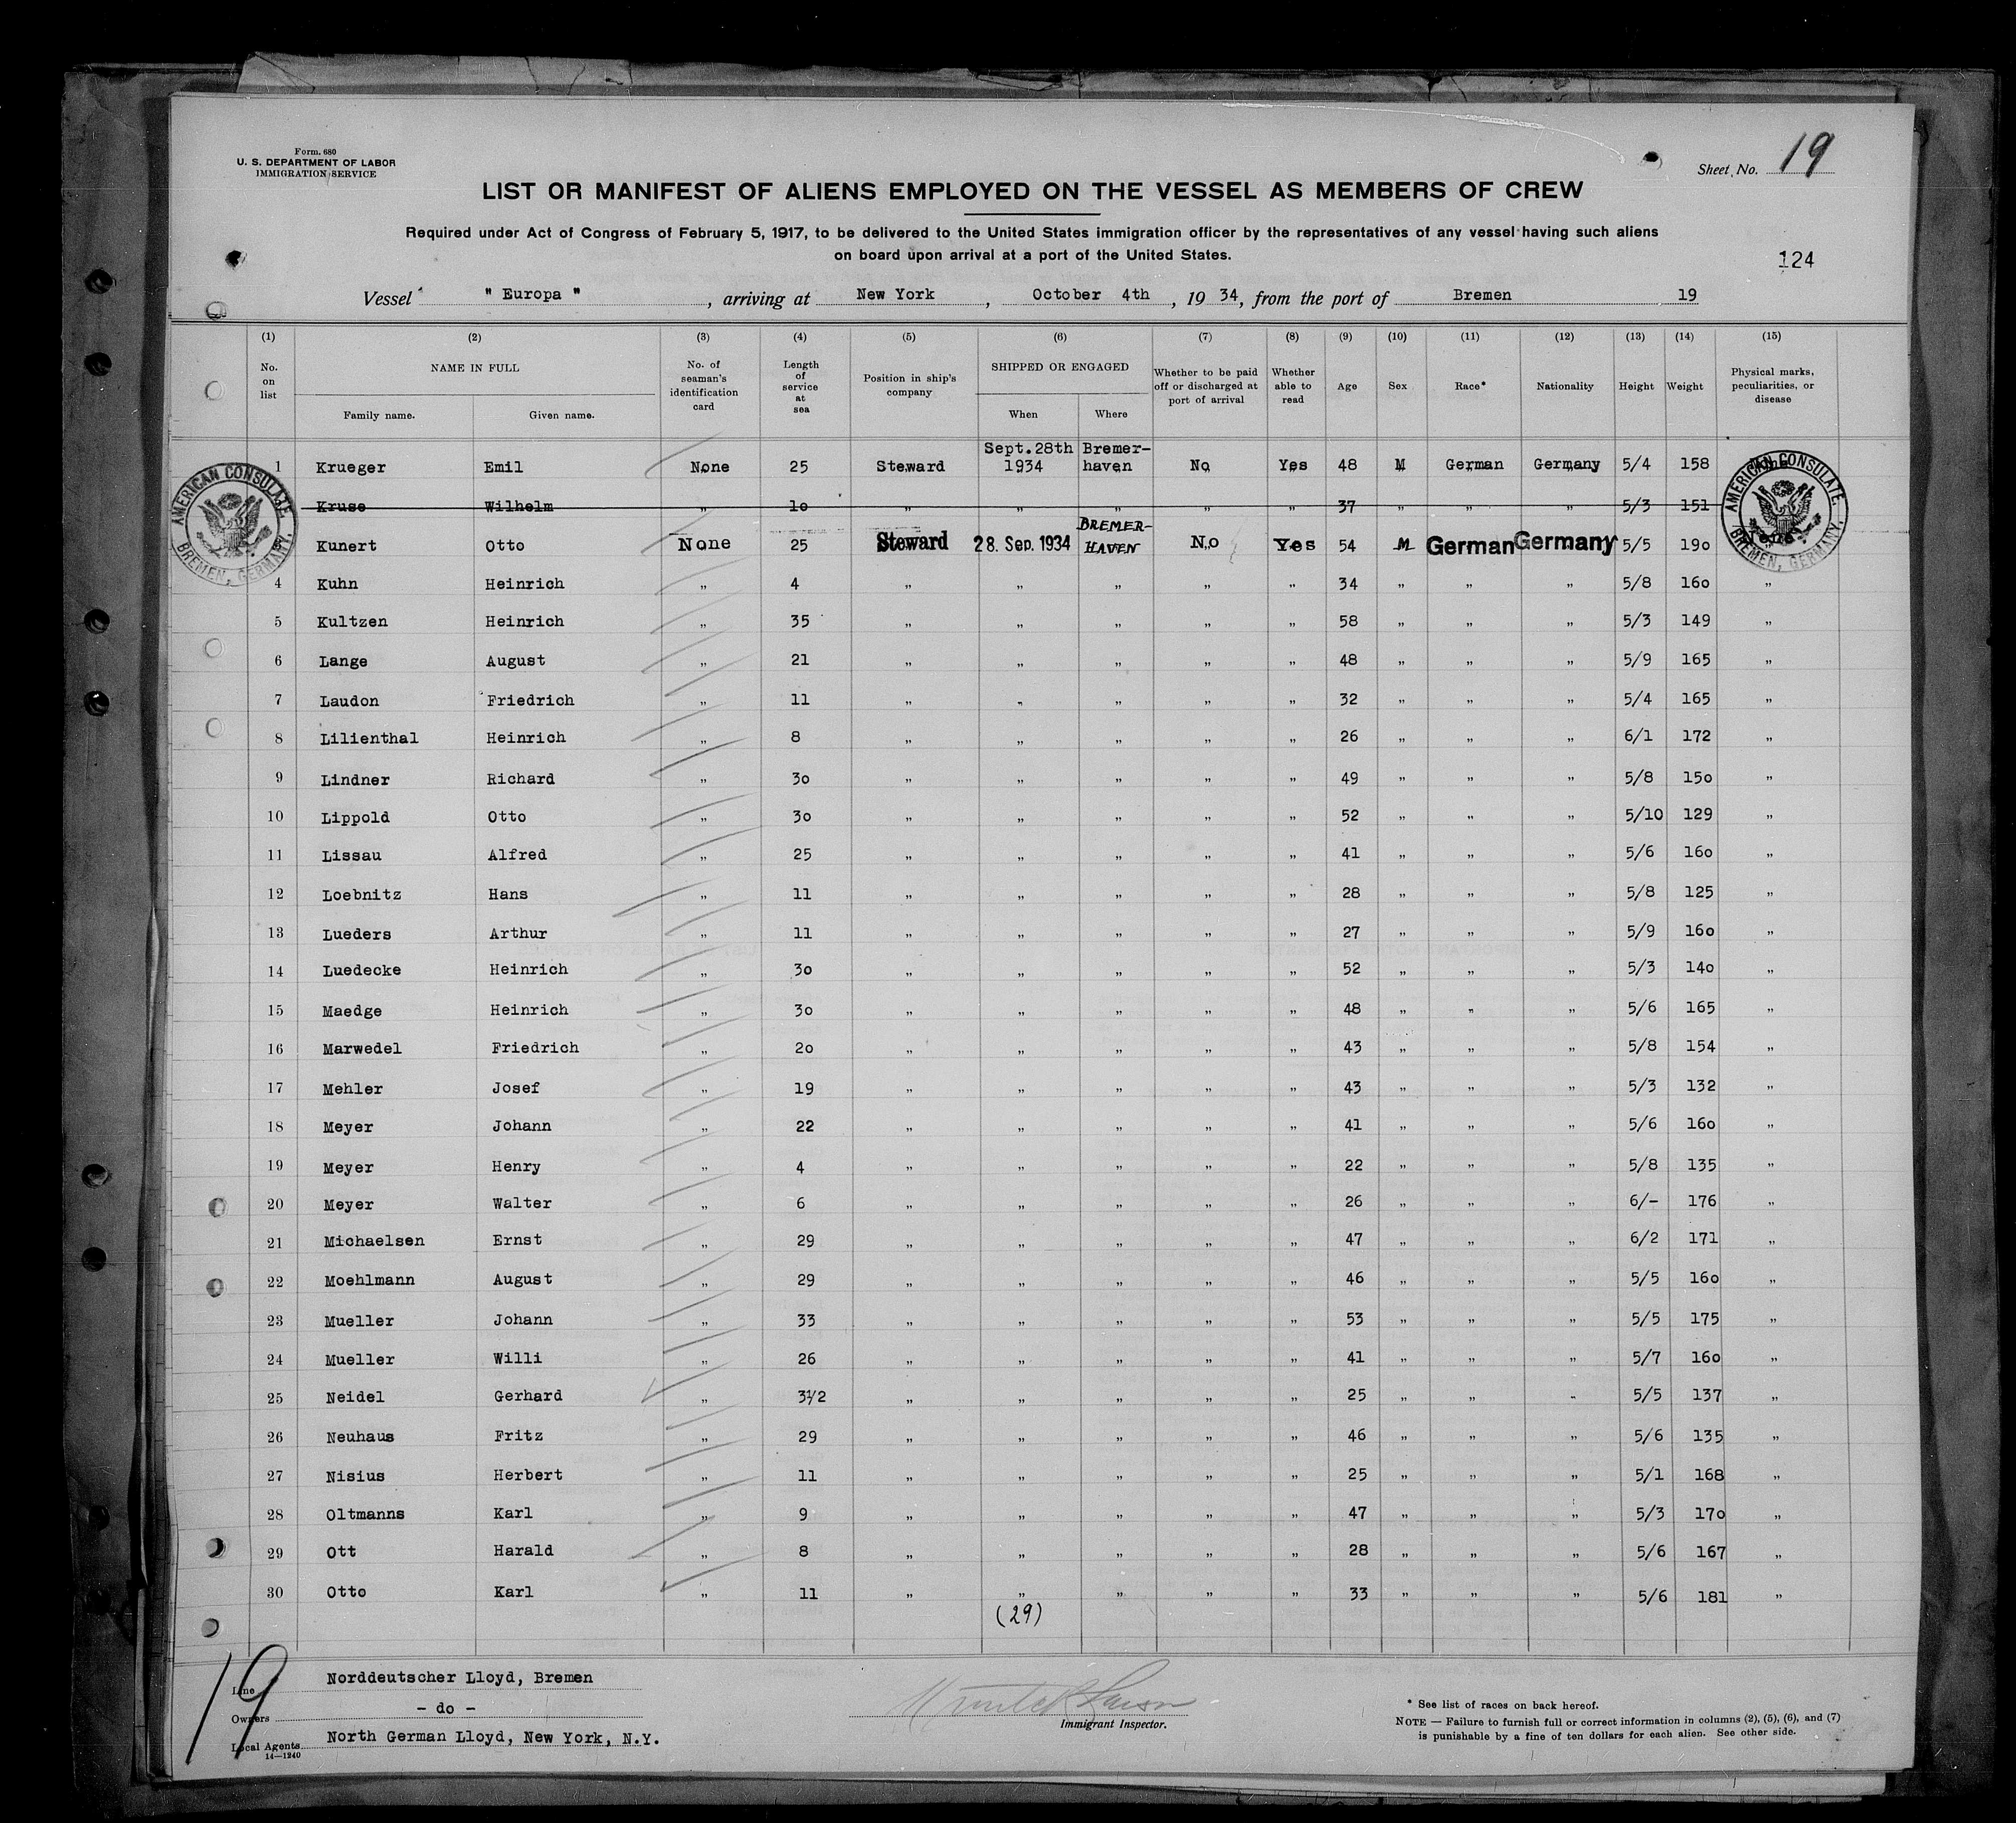 Form. 680
U. S. DEPARTMENT OF LABOR
IMMIGRATION SERVICE
Sheet No. 19
LIST OR MANIFEST OF ALIENS EMPLOYED ON THE VESSEL AS MEMBERS OF CREW
Required under Act of Congress of February 5, 1917, to be delivered to the United States immigration officer by the representatives of any vessel having such aliens
on board upon arrival at a port of the United States.
124
Vessel " Europa ", arriving at New York, October 4th, 19 34, from the port of Bremen 19
(1) (2) (3) (4) (5) (6) (7) (8) (9) (10) (11) (12) (13) (14) (15)
No. on list NAME IN FULL Family name. Given name. No. of seaman's identification card Length of service at sea Position in ship's company SHIPPED OR ENGAGED When Where Whether to be paid off or discharged at port of arrival Whether able to read Age Sex Race* Nationality Height Weight Physical marks, peculiarities, or disease
1 Krueger Emil None 25 Steward Sept.28th 1934 Bremer-haven No Yes 48 M German Germany 5/4 158
Kruse Wilhelm „ 10 „ „ „ „ „ 37 „ „ „ 5/3 151
Kunert Otto None 25 Steward 28. Sep. 1934 BREMER-HAVEN No Yes 54 M German Germany 5/5 190 None
4 Kuhn Heinrich „ 4 „ „ „ „ „ 34 „ „ „ 5/8 160 „
5 Kultzen Heinrich „ 35 „ „ „ „ „ 58 „ „ „ 5/3 149 „
6 Lange August „ 21 „ „ „ „ „ 48 „ „ „ 5/9 165 „
7 Laudon Friedrich „ 11 „ „ „ „ „ 32 „ „ „ 5/4 165 „
8 Lilienthal Heinrich „ 8 „ „ „ „ „ 26 „ „ „ 6/1 172 „
9 Lindner Richard „ 30 „ „ „ „ „ 49 „ „ „ 5/8 150 „
10 Lippold Otto „ 30 „ „ „ „ „ 52 „ „ „ 5/10 129 „
11 Lissau Alfred „ 25 „ „ „ „ „ 41 „ „ „ 5/6 160 „
12 Loebnitz Hans „ 11 „ „ „ „ „ 28 „ „ „ 5/8 125 „
13 Lueders Arthur „ 11 „ „ „ „ „ 27 „ „ „ 5/9 160 „
14 Luedecke Heinrich „ 30 „ „ „ „ „ 52 „ „ „ 5/3 140 „
15 Maedge Heinrich „ 30 „ „ „ „ „ 48 „ „ „ 5/6 165 „
16 Marwedel Friedrich „ 20 „ „ „ „ „ 43 „ „ „ 5/8 154 „
17 Mehler Josef „ 19 „ „ „ „ „ 43 „ „ „ 5/3 132 „
18 Meyer Johann „ 22 „ „ „ „ „ 41 „ „ „ 5/6 160 „
19 Meyer Henry „ 4 „ „ „ „ „ 22 „ „ „ 5/8 135 „
20 Meyer Walter „ 6 „ „ „ „ „ 26 „ „ „ 6/- 176 „
21 Michaelsen Ernst „ 29 „ „ „ „ „ 47 „ „ „ 6/2 171 „
22 Moehlmann August „ 29 „ „ „ „ „ 46 „ „ „ 5/5 160 „
23 Mueller Johann „ 33 „ „ „ „ „ 53 „ „ „ 5/5 175 „
24 Mueller Willi „ 26 „ „ „ „ „ 41 „ „ „ 5/7 160 „
25 Neidel Gerhard „ 3½ „ „ „ „ „ 25 „ „ „ 5/5 137 „
26 Neuhaus Fritz „ 29 „ „ „ „ „ 46 „ „ „ 5/6 135 „
27 Nisius Herbert „ 11 „ „ „ „ „ 25 „ „ „ 5/1 168 „
28 Oltmanns Karl „ 9 „ „ „ „ „ 47 „ „ „ 5/3 170 „
29 Ott Harald „ 8 „ „ „ „ „ 28 „ „ „ 5/6 167 „
30 Otto Karl „ 11 „ „ „ „ „ 33 „ „ „ 5/6 181 „
(29)
AMERICAN CONSULATE, BREMEN, GERMANY.
AMERICAN CONSULATE, BREMEN, GERMANY.
19
Line Norddeutscher Lloyd, Bremen
Owners - do -
Local Agents North German Lloyd, New York, N.Y.
14—1240
Immigrant Inspector.
* See list of races on back hereof.
NOTE — Failure to furnish full or correct information in columns (2), (5), (6), and (7)
is punishable by a fine of ten dollars for each alien. See other side.